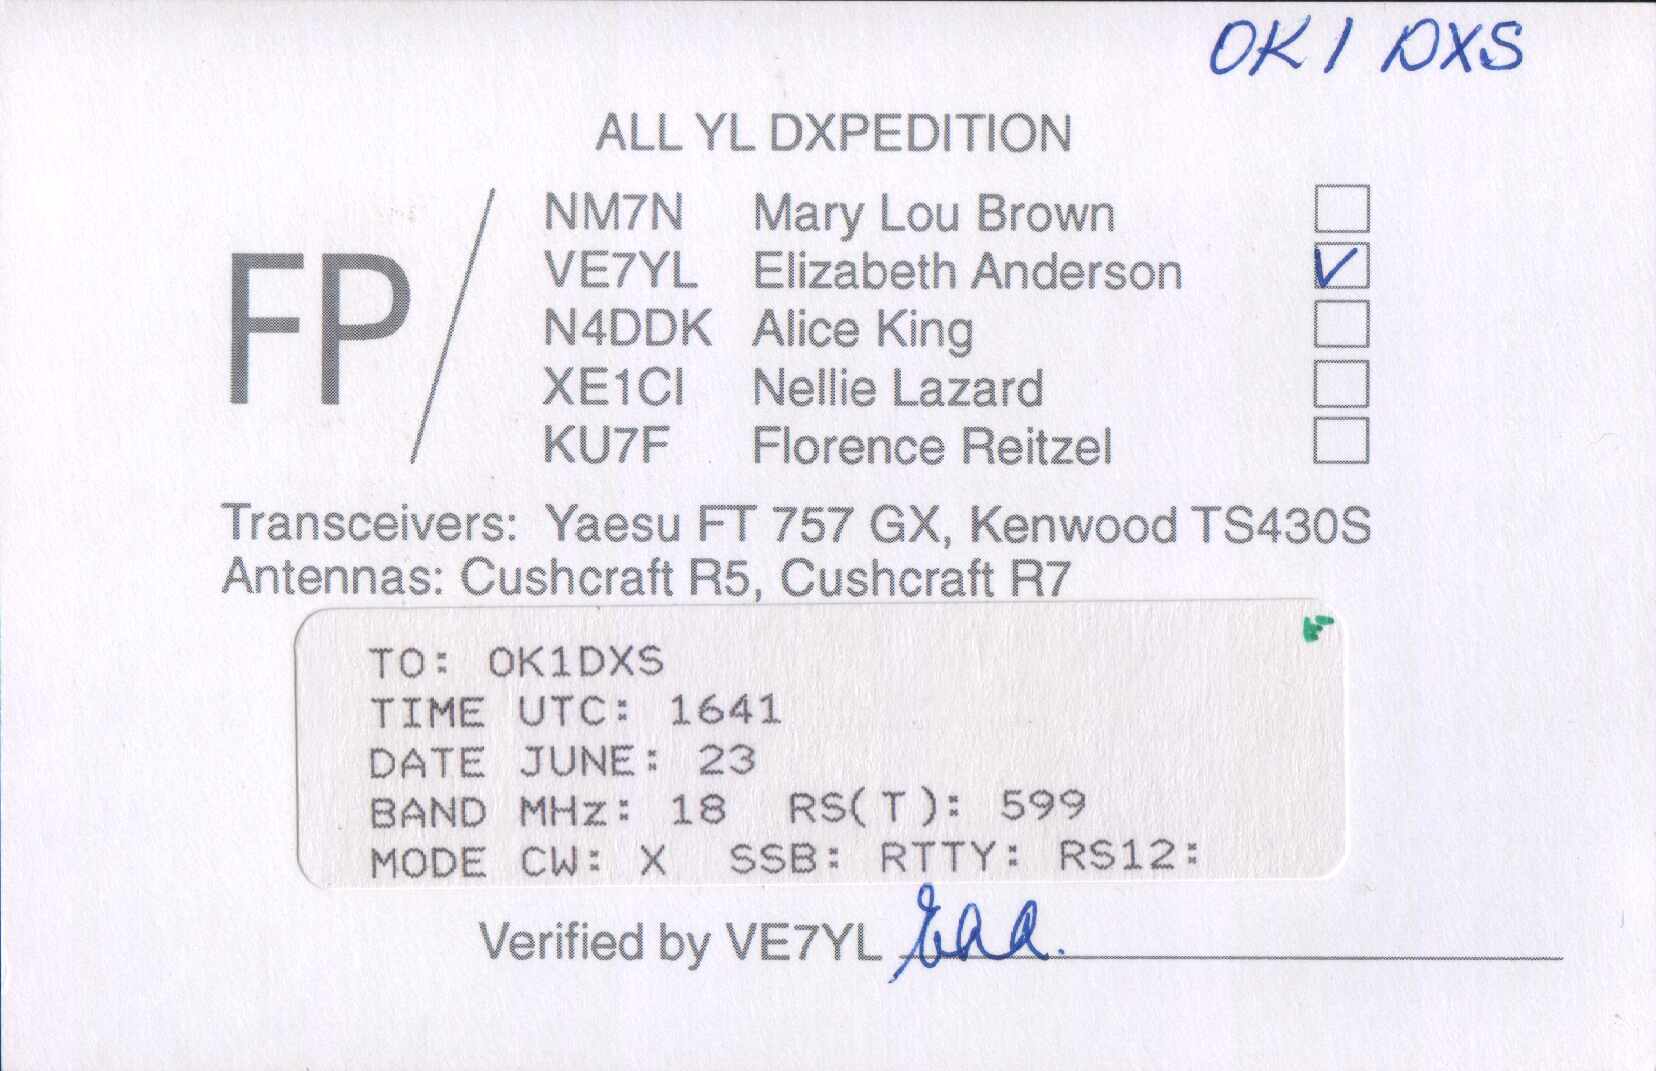 OK1 DXS
ALL YL DXPEDITION
FP/
NM7N Mary Lou Brown
VE7YL Elizabeth Anderson
N4DDK Alice King
XE1CI Nellie Lazard
KU7F Florence Reitzel
Transceivers: Yaesu FT 757 GX, Kenwood TS430S
Antennas: Cushcraft R5, Cushcraft R7
TO: OK1DXS
TIME UTC: 1641
DATE JUNE: 23
BAND MHz: 18 RS(T): 599
MODE CW: X SSB: RTTY: RS12:
Verified by VE7YL